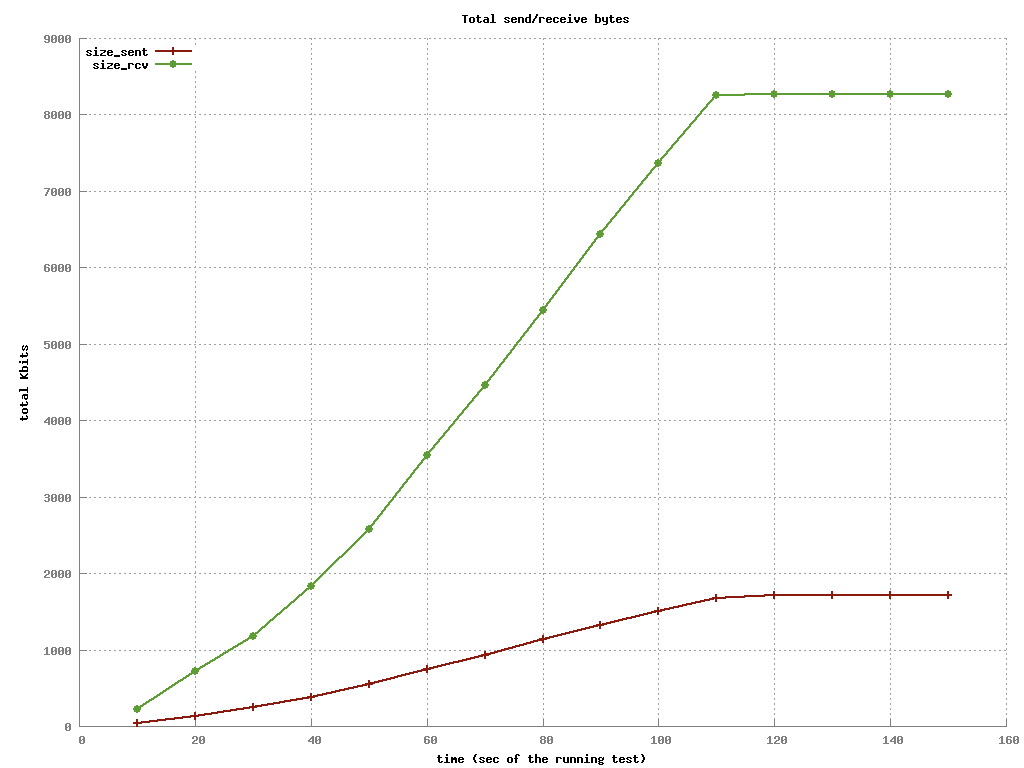 Total send/receive bytes
9000
size_sent
size_rcv
8000
7000
6000
5000
total Kbits
4000
3000
2000
1000
0
0 20 40 60 80 100 120 140 160
time (sec of the running test)